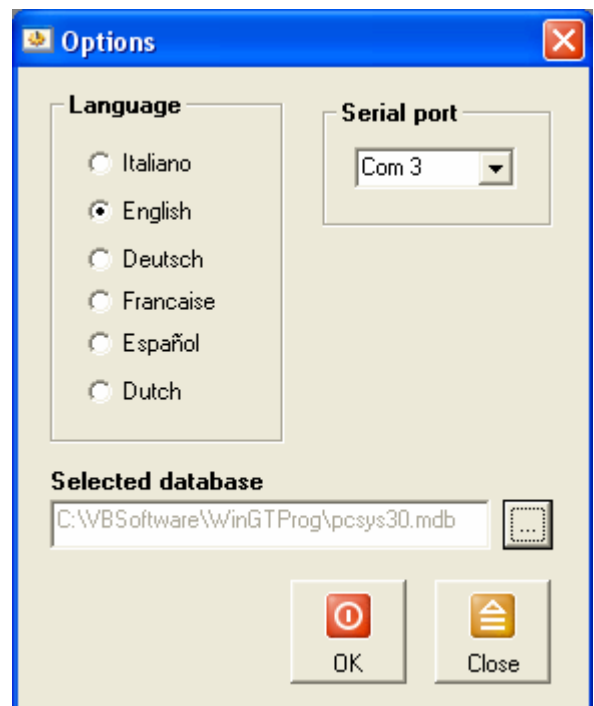 Options
Language
Italiano
English
Deutsch
Francaise
Español
Dutch
Serial port
Com 3
Selected database
C:\VBSoftware\WinGTProg\pcsys30.mdb
...
OK
Close